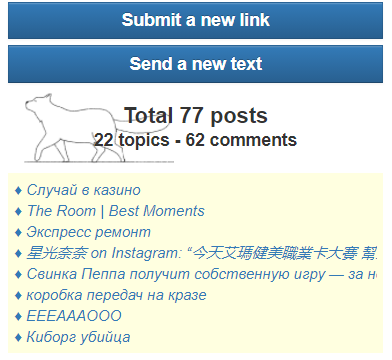 Submit a new link
Send a new text
Total 77 posts
22 topics - 62 comments
♦ Случай в казино
♦ The Room | Best Moments
♦ Экспресс ремонт
♦ 星光奈奈 on Instagram: “今天艾瑪健美職業卡大賽
♦ Свинка Пеппа получит собственную игру — за
♦ коробка передач на кразе
♦ EEEAAAOOO
♦ Киборг убийца